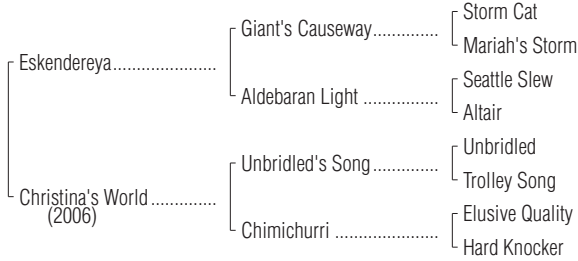 Storm Cat
Giant's Causeway..............
Mariah's Storm
Eskendereya......................
Seattle Slew
Aldebaran Light ................
Altair
Unbridled
Unbridled's Song..............
Trolley Song
Christina's World..............
(2006)
Elusive Quality
Chimichurri ......................
Hard Knocker